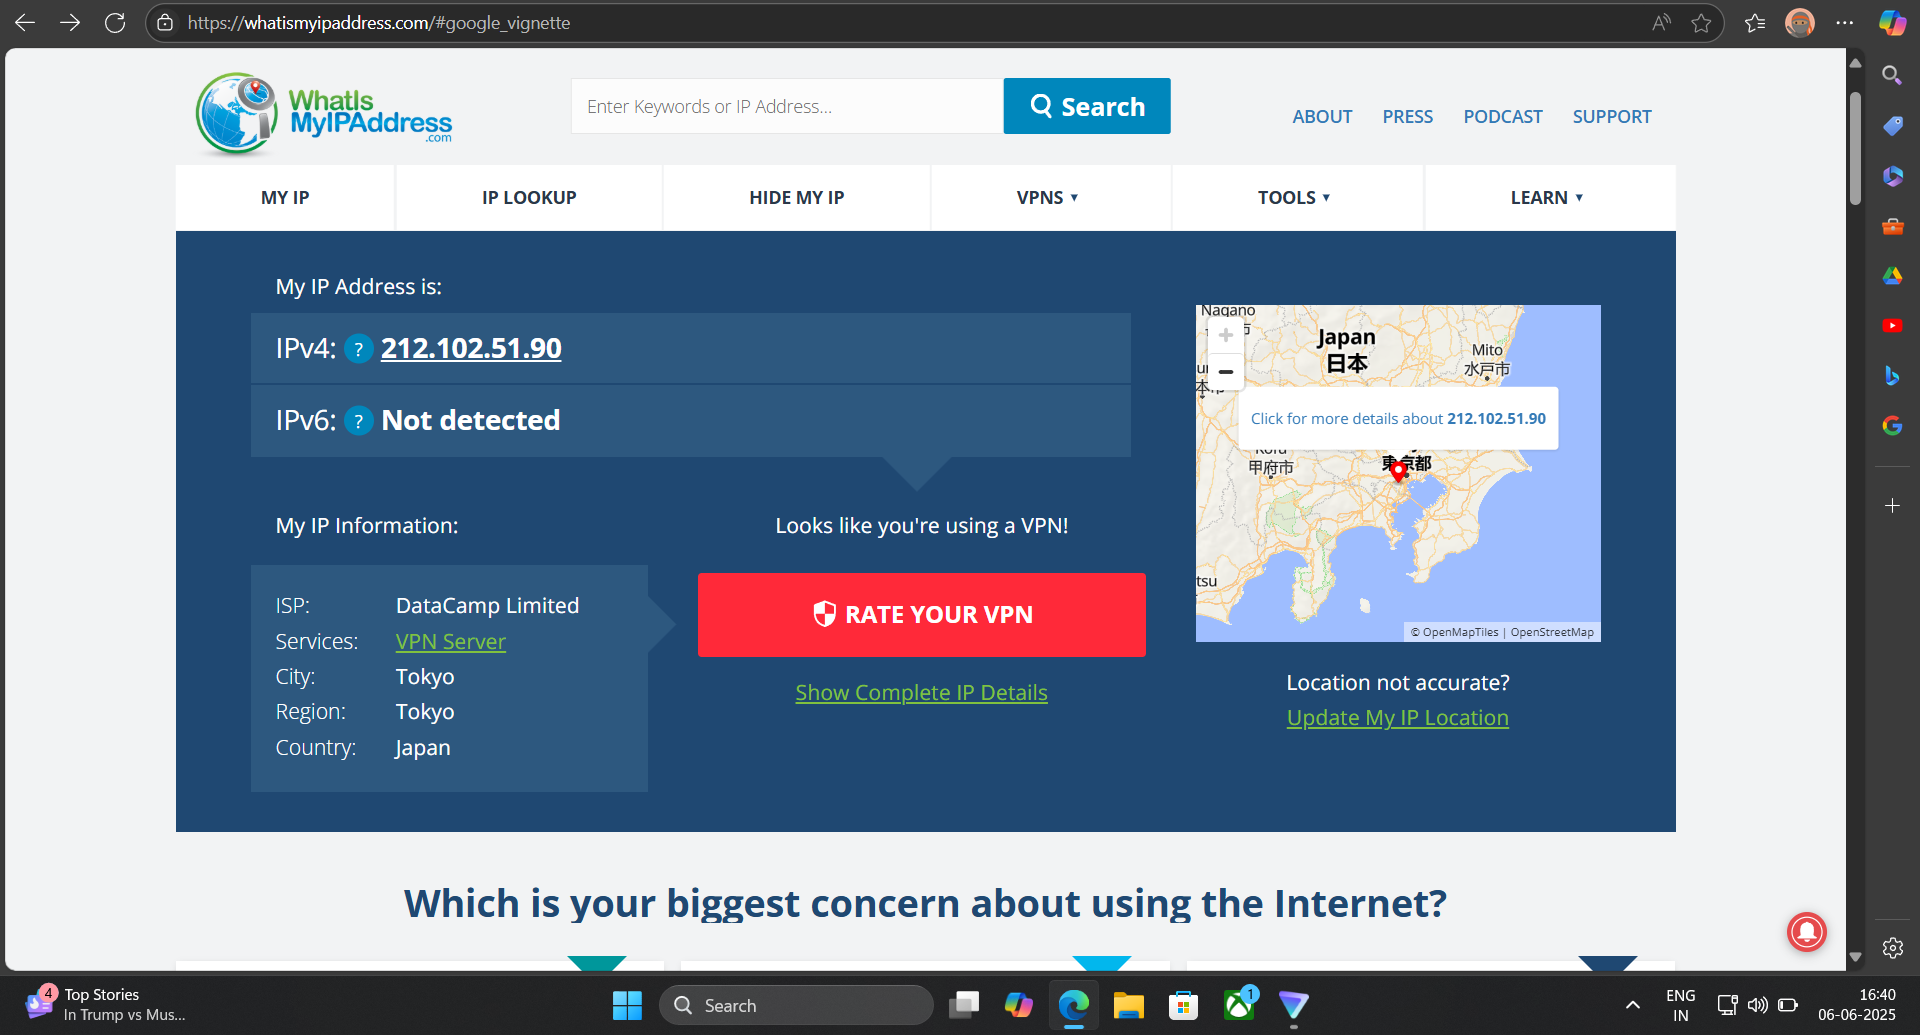 https://whatismyipaddress.com/#google_vignette
WhatIs
MyIPAddress
.com
Enter Keywords or IP Address...
Search
ABOUT
PRESS
PODCAST
SUPPORT
MY IP
IP LOOKUP
HIDE MY IP
VPNS ▾
TOOLS ▾
LEARN ▾
My IP Address is:
IPv4: ? 212.102.51.90
IPv6: ? Not detected
My IP Information:
ISP: DataCamp Limited
Services: VPN Server
City: Tokyo
Region: Tokyo
Country: Japan
Looks like you're using a VPN!
RATE YOUR VPN
Show Complete IP Details
Nagano
Japan
日本
Mito
水戸市
Click for more details about 212.102.51.90
甲府市
東京都
tsu
© OpenMapTiles | OpenStreetMap
Location not accurate?
Update My IP Location
Which is your biggest concern about using the Internet?
4
Top Stories
In Trump vs Mus...
Search
1
ENG
IN
16:40
06-06-2025